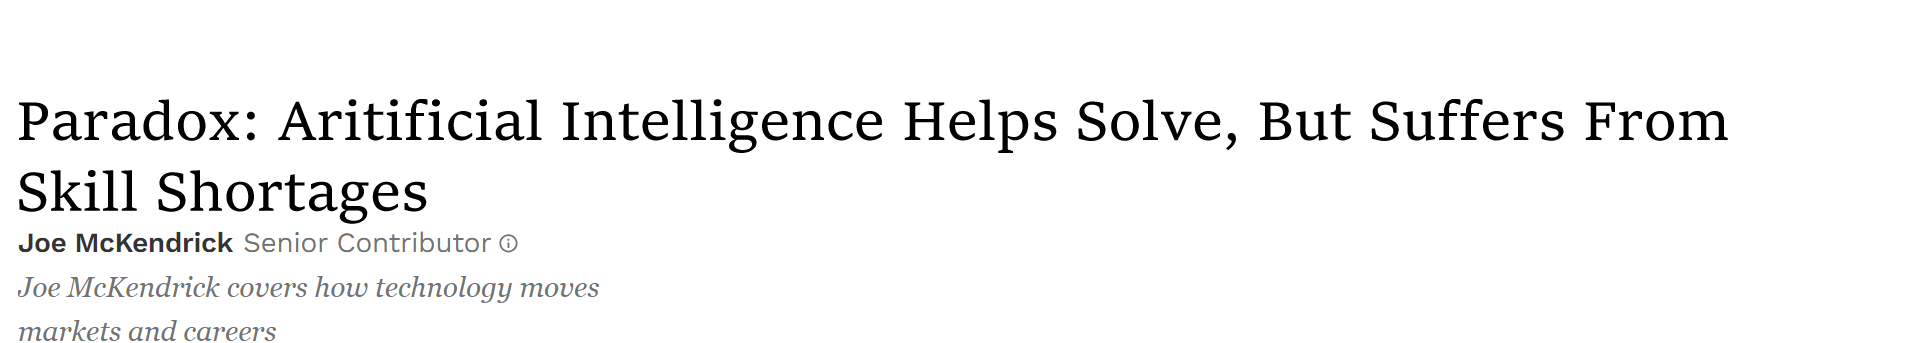 Paradox: Aritificial Intelligence Helps Solve, But Suffers From
Skill Shortages
Joe McKendrick Senior Contributor
Joe McKendrick covers how technology moves
markets and careers